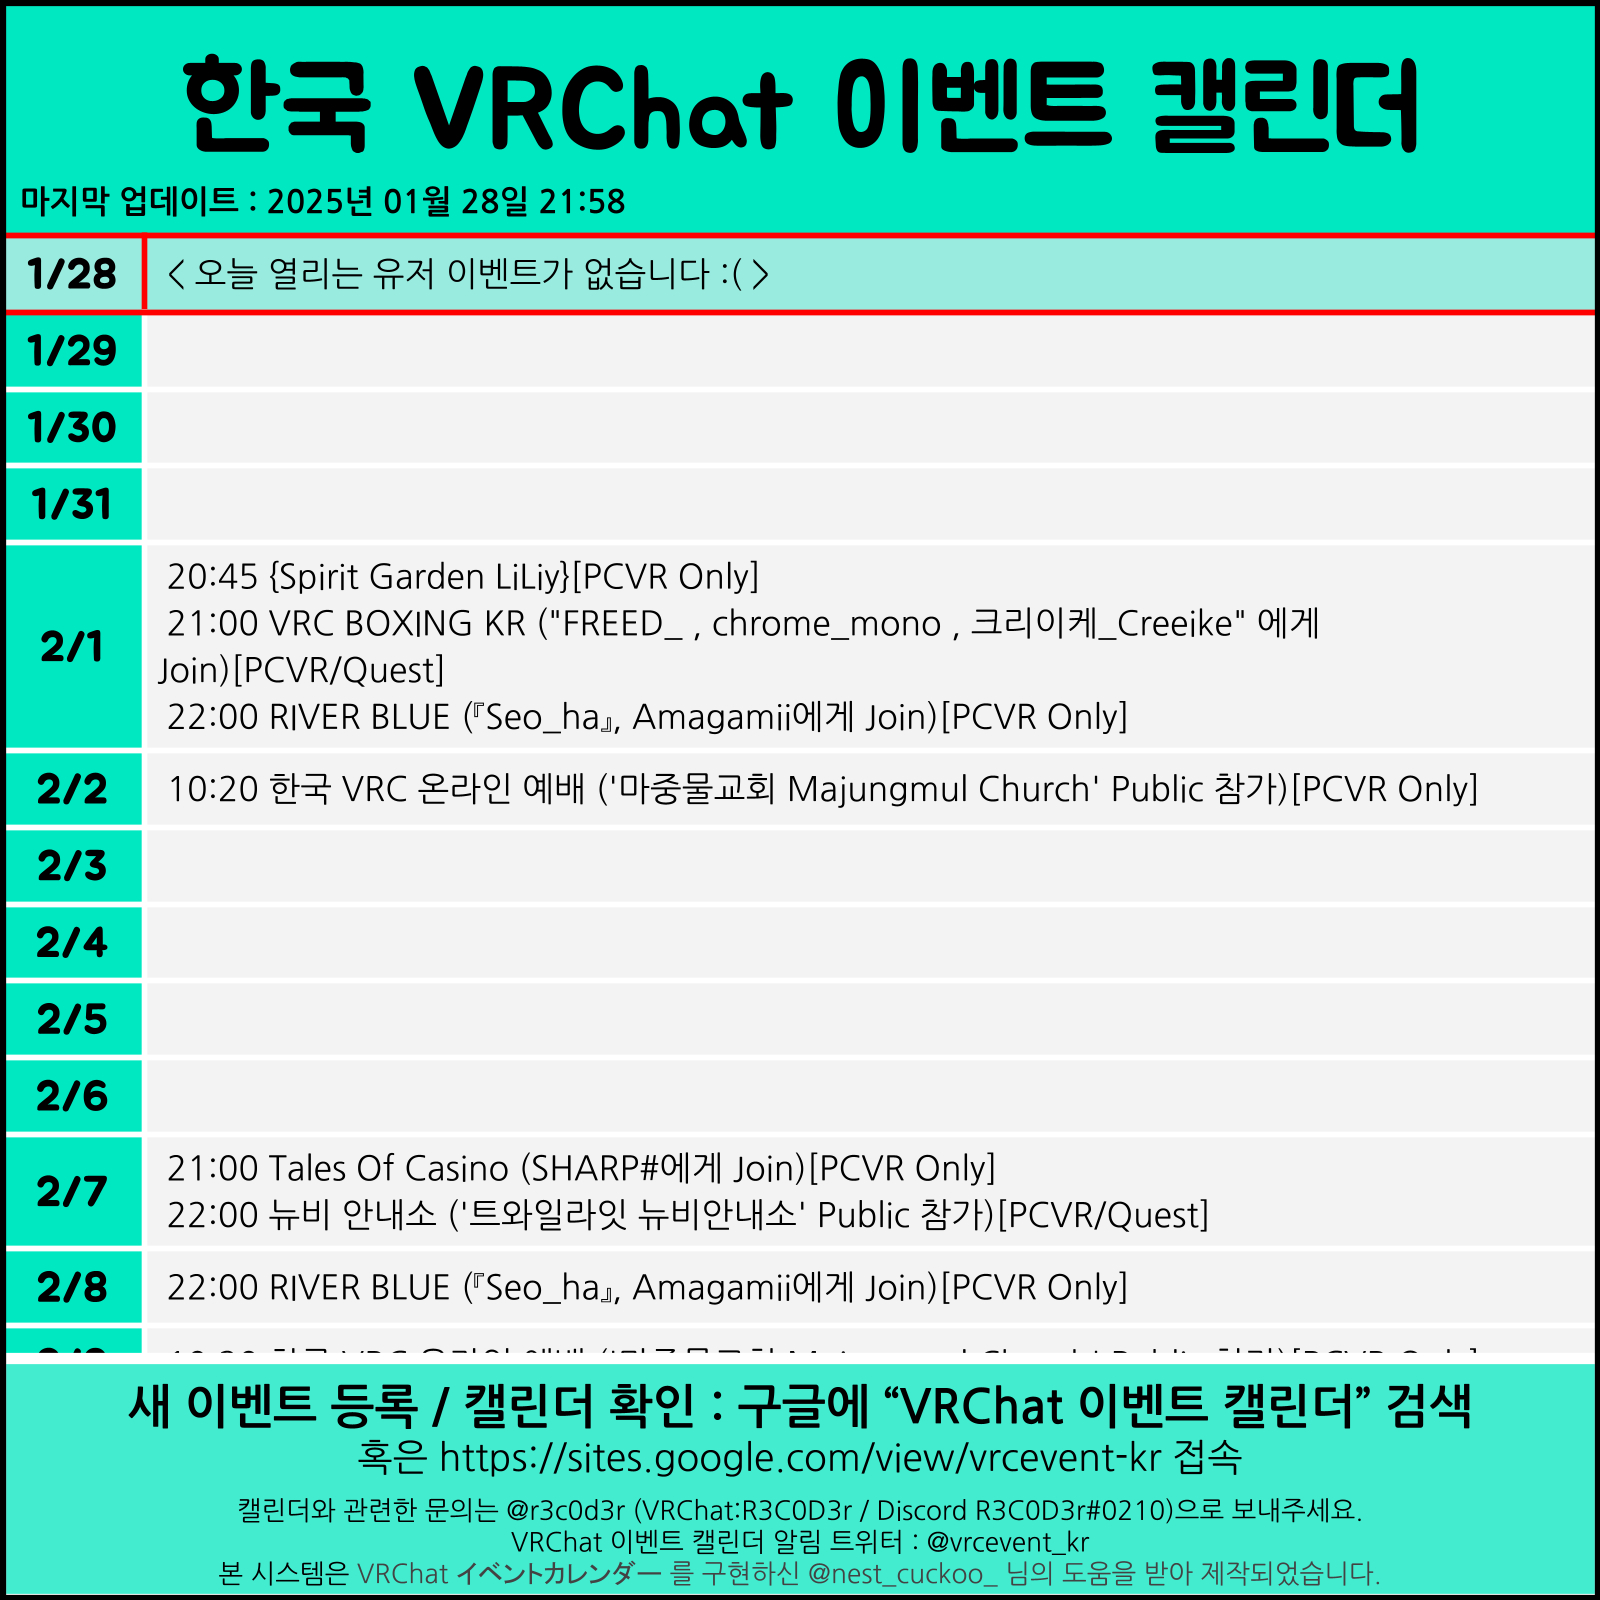 한국 VRChat 이벤트 캘린더
마지막 업데이트 : 2025년 01월 28일 21:58
1/28 < 오늘 열리는 유저 이벤트가 없습니다 :( >
1/29
1/30
1/31
2/1
20:45 {Spirit Garden LiLiy}[PCVR Only]
21:00 VRC BOXING KR ("FREED_ , chrome_mono , 크리이케_Creeike" 에게
Join)[PCVR/Quest]
22:00 RIVER BLUE (『Seo_ha』, Amagamii에게 Join)[PCVR Only]
2/2 10:20 한국 VRC 온라인 예배 ('마중물교회 Majungmul Church' Public 참가)[PCVR Only]
2/3
2/4
2/5
2/6
2/7
21:00 Tales Of Casino (SHARP#에게 Join)[PCVR Only]
22:00 뉴비 안내소 ('트와일라잇 뉴비안내소' Public 참가)[PCVR/Quest]
2/8 22:00 RIVER BLUE (『Seo_ha』, Amagamii에게 Join)[PCVR Only]
새 이벤트 등록 / 캘린더 확인 : 구글에 “VRChat 이벤트 캘린더” 검색
혹은 https://sites.google.com/view/vrcevent-kr 접속
캘린더와 관련한 문의는 @r3c0d3r (VRChat:R3C0D3r / Discord R3C0D3r#0210)으로 보내주세요.
VRChat 이벤트 캘린더 알림 트위터 : @vrcevent_kr
본 시스템은 VRChat イベントカレンダー 를 구현하신 @nest_cuckoo_ 님의 도움을 받아 제작되었습니다.